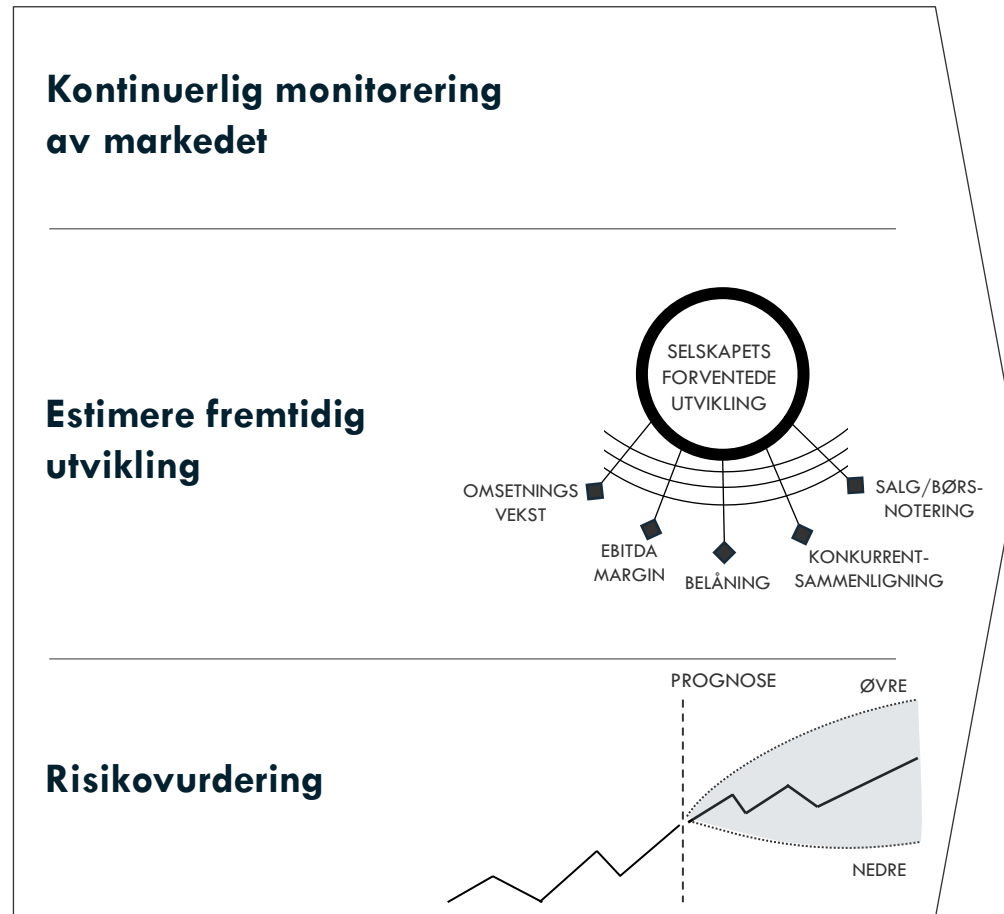 Kontinuerlig monitorering
av markedet
Estimere fremtidig
utvikling
SELSKAPETS
FORVENTEDE
UTVIKLING
OMSETNINGS
VEKST
EBITDA
MARGIN
BELÅNING
KONKURRENT-
SAMMENLIGNING
SALG/BØRS-
NOTERING
Risikovurdering
PROGNOSE
ØVRE
NEDRE